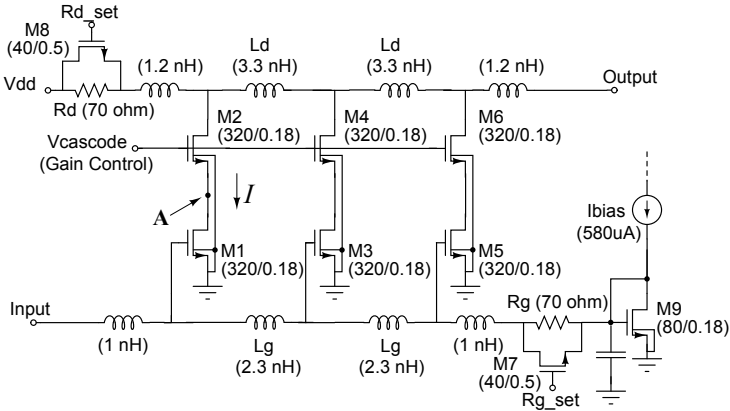 Rd_set
M8
(40/0.5)
Vdd
Rd (70 ohm)
(1.2 nH)
Ld
(3.3 nH)
Ld
(3.3 nH)
(1.2 nH)
Output
M2
(320/0.18)
M4
(320/0.18)
M6
(320/0.18)
Vcascode
(Gain Control)
A
I
M1
(320/0.18)
M3
(320/0.18)
M5
(320/0.18)
Ibias
(580uA)
Input
(1 nH)
Lg
(2.3 nH)
Lg
(2.3 nH)
(1 nH)
Rg (70 ohm)
M9
(80/0.18)
M7
(40/0.5)
Rg_set